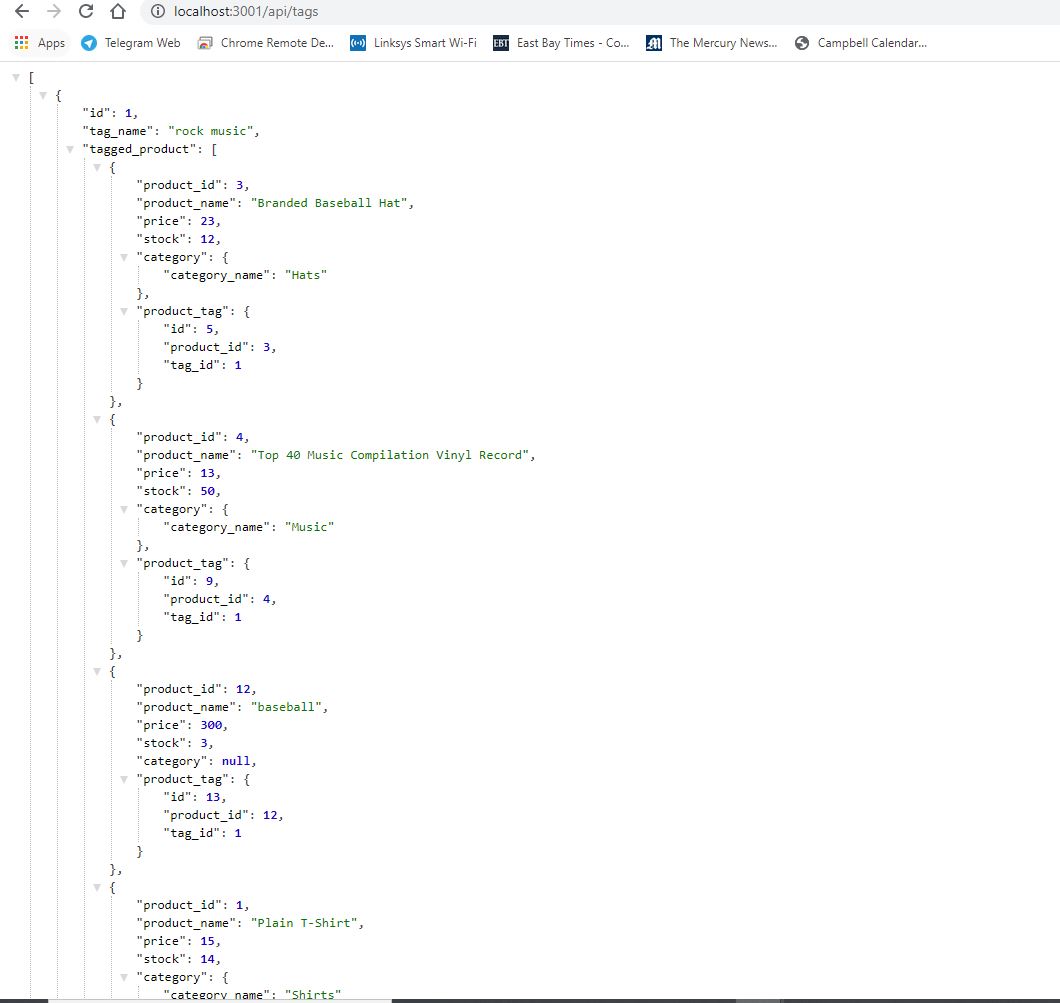 localhost:3001/api/tags
Apps Telegram Web Chrome Remote De... Linksys Smart Wi-Fi EBT East Bay Times - Co... The Mercury News... Campbell Calendar...
[
{
"id": 1,
"tag_name": "rock music",
"tagged_product": [
{
"product_id": 3,
"product_name": "Branded Baseball Hat",
"price": 23,
"stock": 12,
"category": {
"category_name": "Hats"
},
"product_tag": {
"id": 5,
"product_id": 3,
"tag_id": 1
}
},
{
"product_id": 4,
"product_name": "Top 40 Music Compilation Vinyl Record",
"price": 13,
"stock": 50,
"category": {
"category_name": "Music"
},
"product_tag": {
"id": 9,
"product_id": 4,
"tag_id": 1
}
},
{
"product_id": 12,
"product_name": "baseball",
"price": 300,
"stock": 3,
"category": null,
"product_tag": {
"id": 13,
"product_id": 12,
"tag_id": 1
}
},
{
"product_id": 1,
"product_name": "Plain T-Shirt",
"price": 15,
"stock": 14,
"category": {
"category_name": "Shirts"